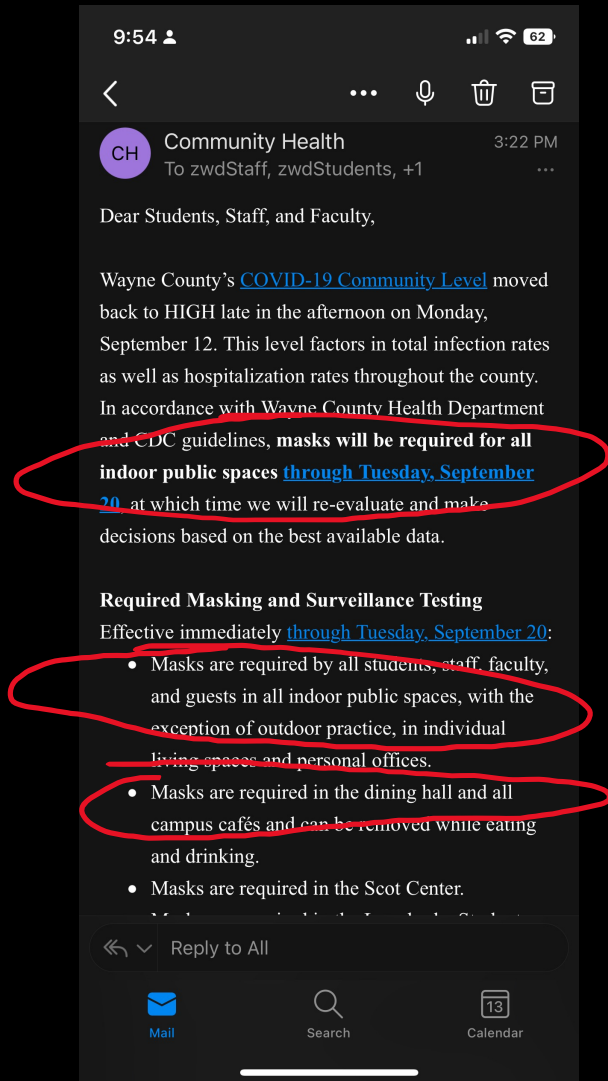 9:54
62
CH
Community Health
3:22 PM
To zwdStaff, zwdStudents, +1
Dear Students, Staff, and Faculty,
Wayne County’s COVID-19 Community Level moved
back to HIGH late in the afternoon on Monday,
September 12. This level factors in total infection rates
as well as hospitalization rates throughout the county.
In accordance with Wayne County Health Department
and CDC guidelines, masks will be required for all
indoor public spaces through Tuesday, September
20, at which time we will re-evaluate and make
decisions based on the best available data.
Required Masking and Surveillance Testing
Effective immediately through Tuesday, September 20:
• Masks are required by all students, staff, faculty,
and guests in all indoor public spaces, with the
exception of outdoor practice, in individual
living spaces and personal offices.
• Masks are required in the dining hall and all
campus cafés and can be removed while eating
and drinking.
• Masks are required in the Scot Center.
Reply to All
Mail
Search
13
Calendar